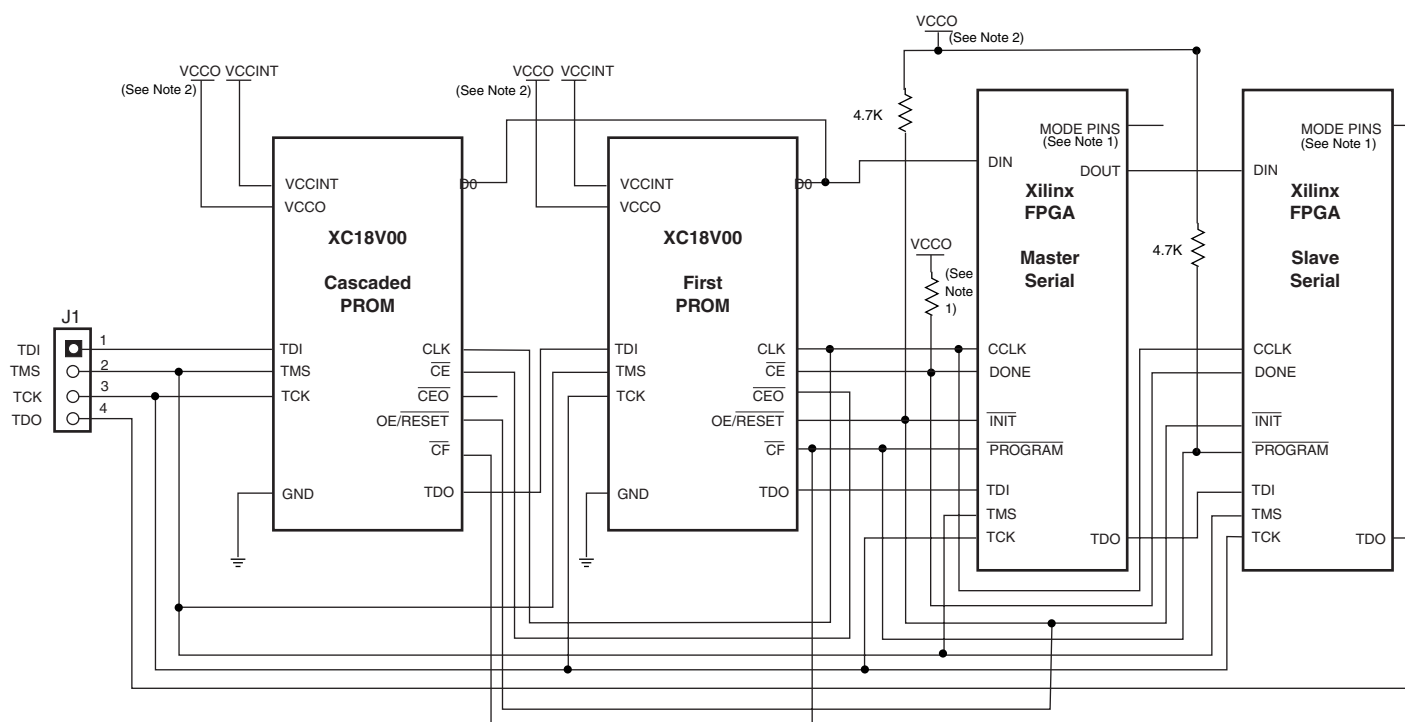 VCCO
(See Note 2)
VCCO VCCINT
(See Note 2)
VCCO VCCINT
(See Note 2)
4.7K
MODE PINS
(See Note 1)
MODE PINS
(See Note 1)
DIN
DOUT
DIN
VCCINT
D0
VCCINT
D0
VCCO
VCCO
Xilinx
FPGA
Master
Serial
Xilinx
FPGA
Slave
Serial
XC18V00
Cascaded
PROM
XC18V00
First
PROM
VCCO
(See
Note
1)
4.7K
J1
TDI
TMS
TCK
TDO
1
2
3
4
TDI
TMS
TCK
GND
CLK
CE
CEO
OE/RESET
CF
TDO
TDI
TMS
TCK
GND
CLK
CE
CEO
OE/RESET
CF
TDO
CCLK
DONE
INIT
PROGRAM
TDI
TMS
TCK
TDO
CCLK
DONE
INIT
PROGRAM
TDI
TMS
TCK
TDO